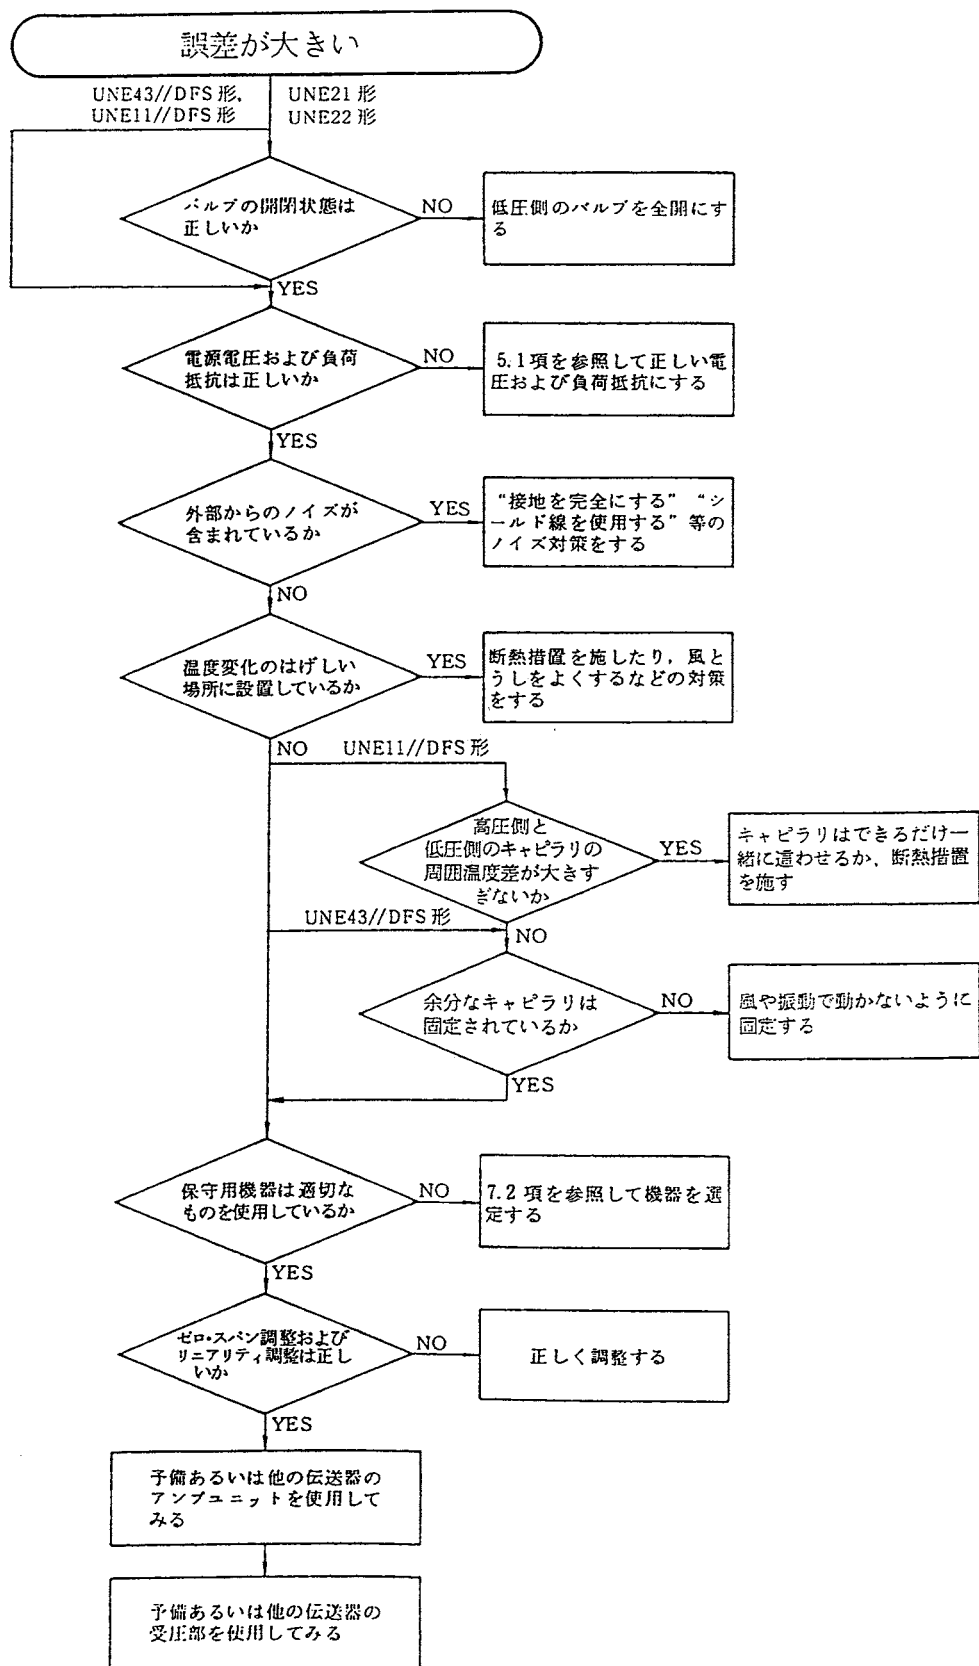 誤差が大きい
UNE43//DFS形,
UNE11//DFS形
UNE21形
UNE22形
バルブの開閉状態は
正しいか
NO
低圧側のバルブを全開にす
る
YES
電源電圧および負荷
抵抗は正しいか
NO
5.1項を参照して正しい電
圧および負荷抵抗にする
YES
外部からのノイズが
含まれているか
YES
“接地を完全にする”“シ
ールド線を使用する”等の
ノイズ対策をする
NO
温度変化のはげしい
場所に設置しているか
YES
断熱措置を施したり,風と
うしをよくするなどの対策
をする
NO
UNE11//DFS形
高圧側と
低圧側のキャピラリの
周囲温度差が大きす
ぎないか
YES
キャピラリはできるだけ一
緒に這わせるか、断熱措置
を施す
UNE43//DFS形
NO
余分なキャピラリは
固定されているか
NO
風や振動で動かないように
固定する
YES
保守用機器は適切な
ものを使用しているか
NO
7.2項を参照して機器を選
定する
YES
ゼロ・スパン調整および
リニアリティ調整は正し
いか
NO
正しく調整する
YES
予備あるいは他の伝送器の
アンプユニットを使用して
みる
予備あるいは他の伝送器の
受圧部を使用してみる